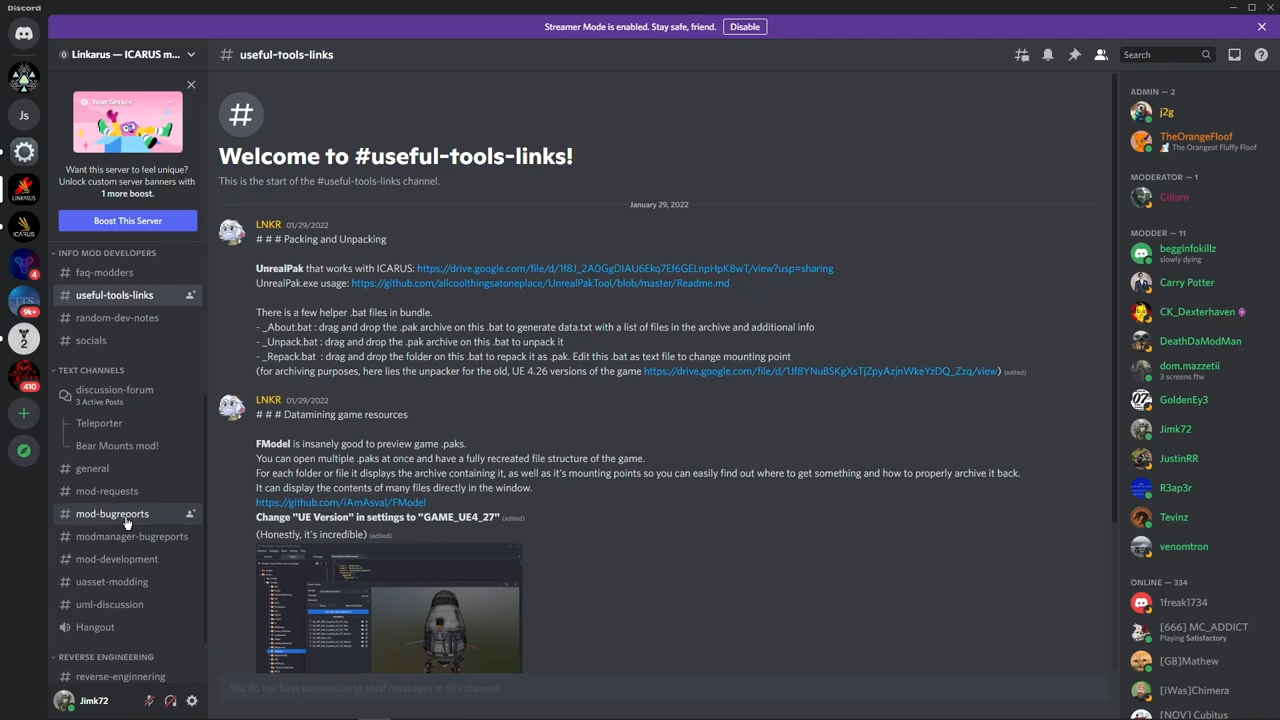 Discord
Streamer Mode is enabled. Stay safe, friend. Disable
Linkarus — ICARUS m...
Your Server
Want this server to feel unique?
Unlock custom server banners with
1 more boost.
Boost This Server
INFO MOD DEVELOPERS
# faq-modders
# useful-tools-links
# random-dev-notes
# socials
TEXT CHANNELS
discussion-forum
3 Active Posts
Teleporter
Bear Mounts mod!
# general
# mod-requests
# mod-bugreports
# modmanager-bugreports
# mod-development
# uasset-modding
# uml-discussion
Hangout
REVERSE ENGINEERING
# reverse-enginnering
Jimk72
Js
LINKARUS
ICARUS
4
TTS
9k+
2
410
# useful-tools-links
Search
#
Welcome to #useful-tools-links!
This is the start of the #useful-tools-links channel.
January 29, 2022
LNKR 01/29/2022
# # # Packing and Unpacking
UnrealPak that works with ICARUS: https://drive.google.com/file/d/1f8J_2A0GgDIAU6Ekq7Ef6GELnpHpK8wT/view?usp=sharing
UnrealPak.exe usage: https://github.com/allcoolthingsatoneplace/UnrealPakTool/blob/master/Readme.md
There is a few helper .bat files in bundle.
- _About.bat : drag and drop the .pak archive on this .bat to generate data.txt with a list of files in the archive and additional info
- _Unpack.bat : drag and drop the .pak archive on this .bat to unpack it
- _Repack.bat : drag and drop the folder on this .bat to repack it as .pak. Edit this .bat as text file to change mounting point
(for archiving purposes, here lies the unpacker for the old, UE 4.26 versions of the game https://drive.google.com/file/d/1Jf8YNuBSKgXsTjZpyAzjnWkeYzDQ_Zzq/view) (edited)
LNKR 01/29/2022
# # # Datamining game resources
FModel is insanely good to preview game .paks.
You can open multiple .paks at once and have a fully recreated file structure of the game.
For each folder or file it displays the archive containing it, as well as it's mounting points so you can easily find out where to get something and how to properly archive it back.
It can display the contents of many files directly in the window.
https://github.com/iAmAsval/FModel
Change "UE Version" in settings to "GAME_UE4_27" (edited)
(Honestly, it's incredible) (edited)
You do not have permission to send messages in this channel.
ADMIN — 2
j2g
TheOrangeFloof
The Orangest Fluffy Floof
MODERATOR — 1
Cilium
MODDER — 11
begginfokillz
slowly dying
Carry Potter
CK_Dexterhaven
DeathDaModMan
dom.mazzetii
3 screens ftw
GoldenEy3
Jimk72
JustinRR
R3ap3r
Tevinz
venomtron
ONLINE — 334
1freak1734
[666] MC_ADDICT
Playing Satisfactory
[GB]Mathew
[iWas]Chimera
[NOV] Cubitus